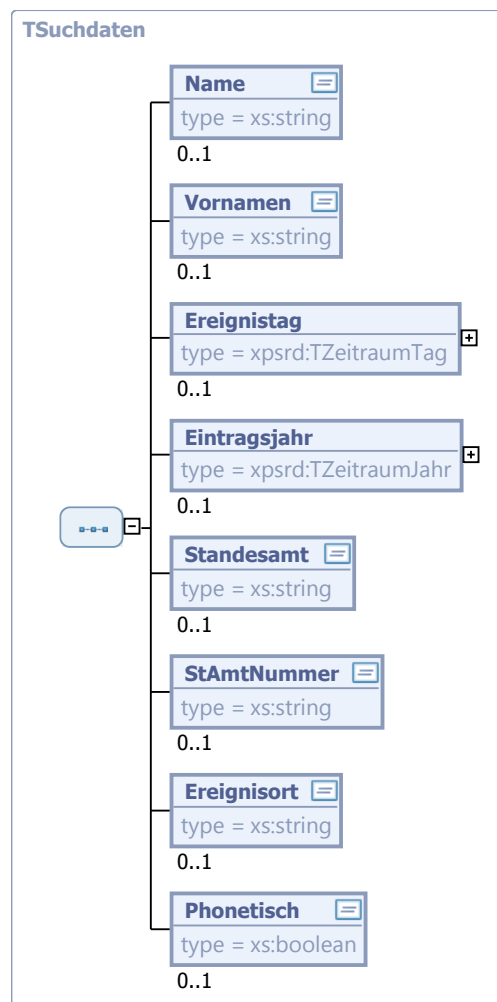 TSuchdaten
Name
type = xs:string
0..1
Vornamen
type = xs:string
0..1
Ereignistag
type = xpsrd:TZeitraumTag
0..1
Eintragsjahr
type = xpsrd:TZeitraumJahr
0..1
Standesamt
type = xs:string
0..1
StAmtNummer
type = xs:string
0..1
Ereignisort
type = xs:string
0..1
Phonetisch
type = xs:boolean
0..1